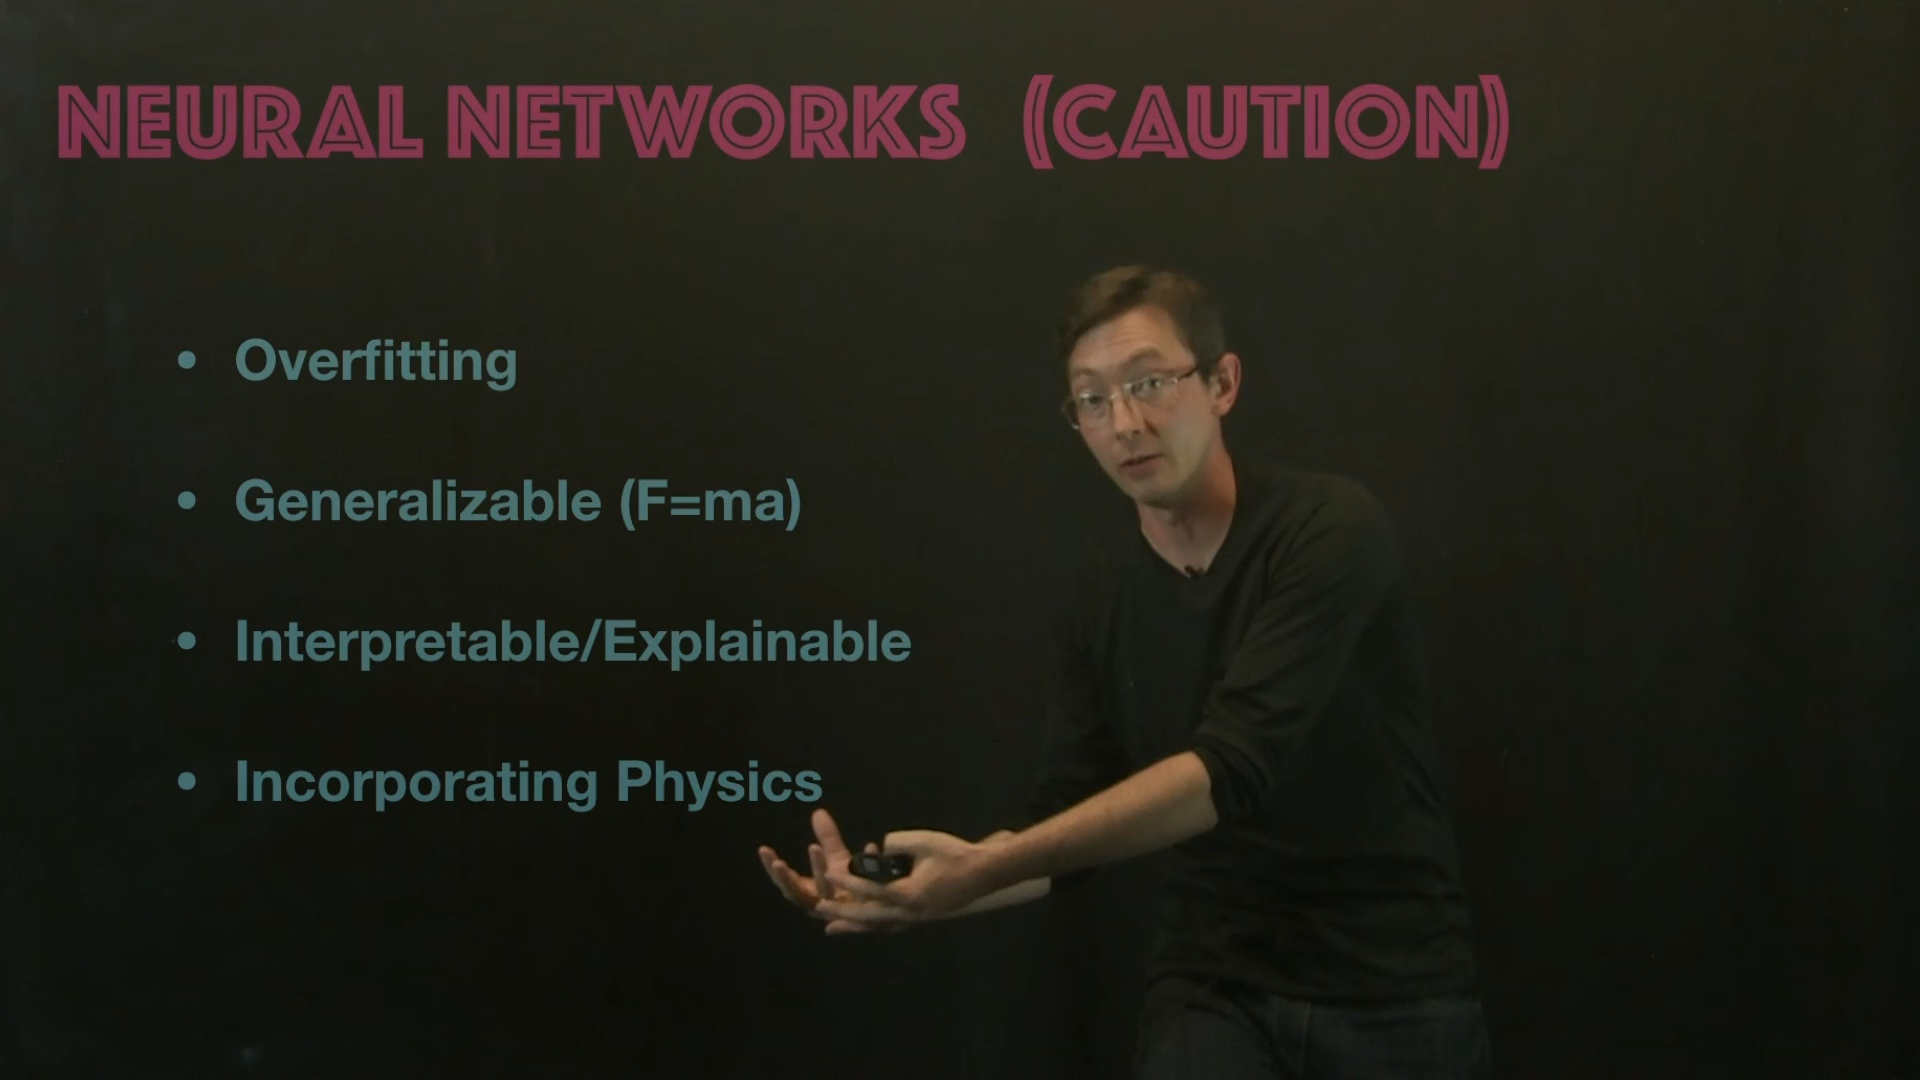 NEURAL NETWORKS (CAUTION)
• Overfitting
• Generalizable (F=ma)
• Interpretable/Explainable
• Incorporating Physics